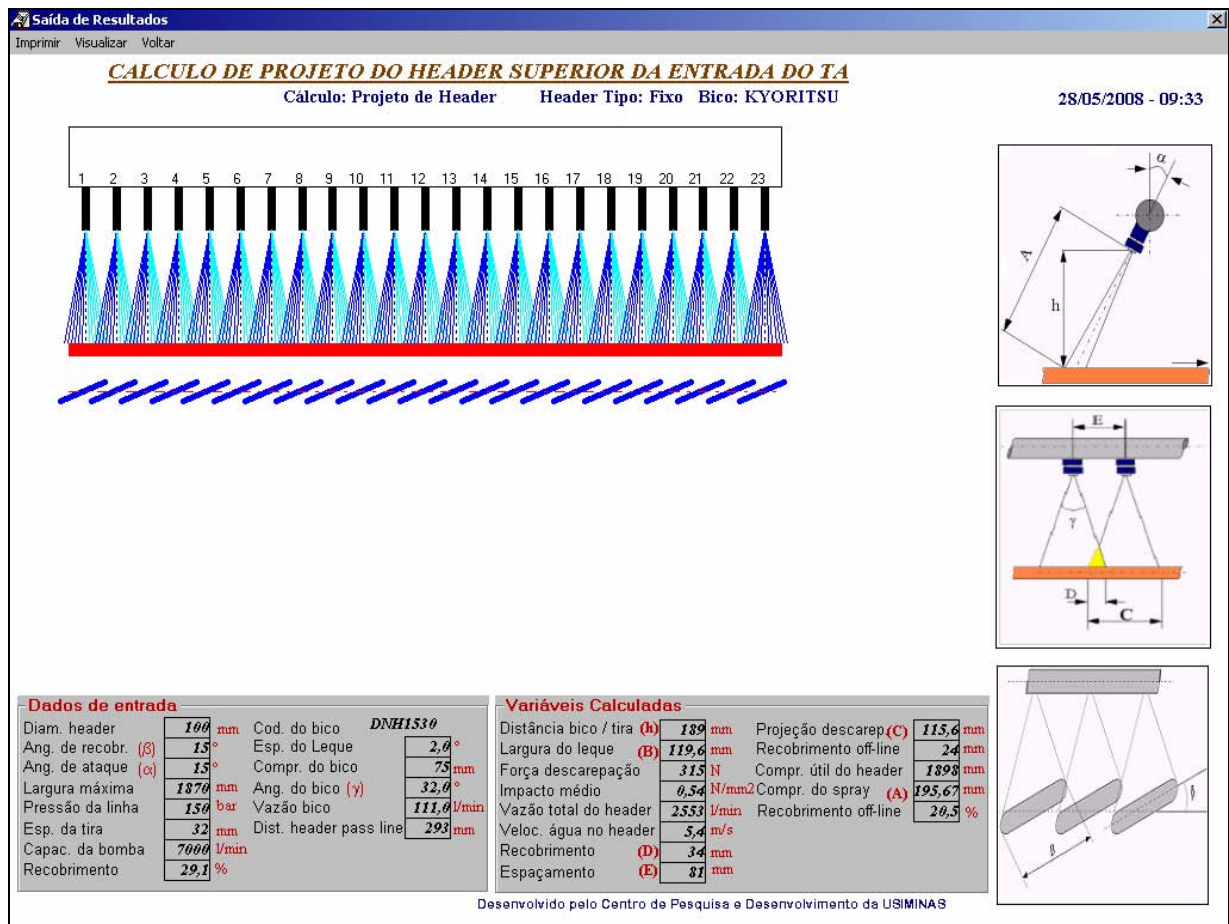 Saída de Resultados
Imprimir Visualizar Voltar
CALCULO DE PROJETO DO HEADER SUPERIOR DA ENTRADA DO TA
Cálculo: Projeto de Header Header Tipo: Fixo Bico: KYORITSU
28/05/2008 - 09:33
1 2 3 4 5 6 7 8 9 10 11 12 13 14 15 16 17 18 19 20 21 22 23
α
A
h
E
γ
D
C
β
β
Dados de entrada
Diam. header 100 mm Cod. do bico DNH1530
Ang. de recobr. (β) 15 ° Esp. do Leque 2,0 °
Ang. de ataque (α) 15 ° Compr. do bico 75 mm
Largura máxima 1870 mm Ang. do bico (γ) 32,0 °
Pressão da linha 150 bar Vazão bico 111,0 l/min
Esp. da tira 32 mm Dist. header pass line 293 mm
Capac. da bomba 7000 l/min
Recobrimento 29,1 %
Variáveis Calculadas
Distância bico / tira (h) 189 mm Projeção descarep.(C) 115,6 mm
Largura do leque (B) 119,6 mm Recobrimento off-line 24 mm
Força descarepação 315 N Compr. útil do header 1898 mm
Impacto médio 0,54 N/mm2 Compr. do spray (A) 195,67 mm
Vazão total do header 2553 l/min Recobrimento off-line 20,5 %
Veloc. água no header 5,4 m/s
Recobrimento (D) 34 mm
Espaçamento (E) 81 mm
Desenvolvido pelo Centro de Pesquisa e Desenvolvimento da USIMINAS